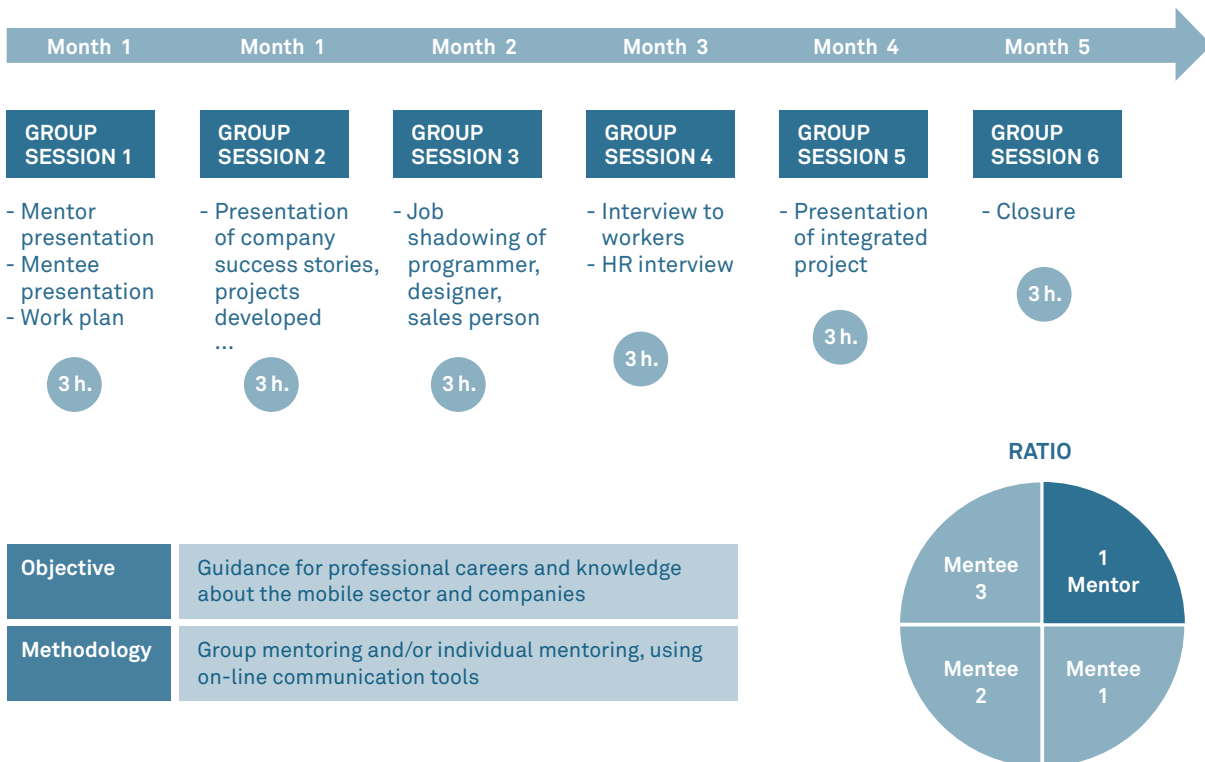 Month 1
Month 1
Month 2
Month 3
Month 4
Month 5
GROUP
SESSION 1
- Mentor
presentation
- Mentee
presentation
- Work plan
3 h.
GROUP
SESSION 2
- Presentation
of company
success stories,
projects
developed
...
3 h.
GROUP
SESSION 3
- Job
shadowing of
programmer,
designer,
sales person
3 h.
GROUP
SESSION 4
- Interview to
workers
- HR interview
3 h.
GROUP
SESSION 5
- Presentation
of integrated
project
3 h.
GROUP
SESSION 6
- Closure
3 h.
Objective
Guidance for professional careers and knowledge
about the mobile sector and companies
Methodology
Group mentoring and/or individual mentoring, using
on-line communication tools
RATIO
Mentee
3
1
Mentor
Mentee
2
Mentee
1